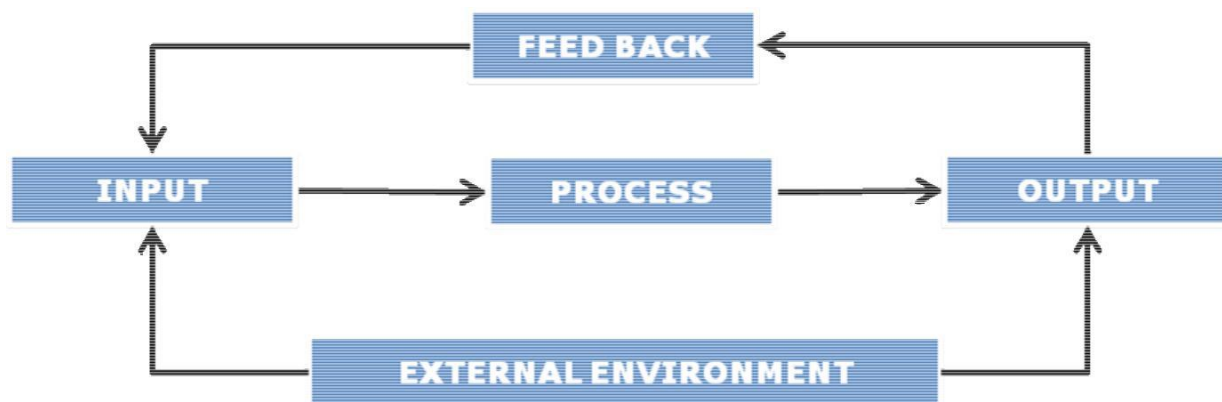 FEED BACK
INPUT
PROCESS
OUTPUT
EXTERNAL ENVIRONMENT